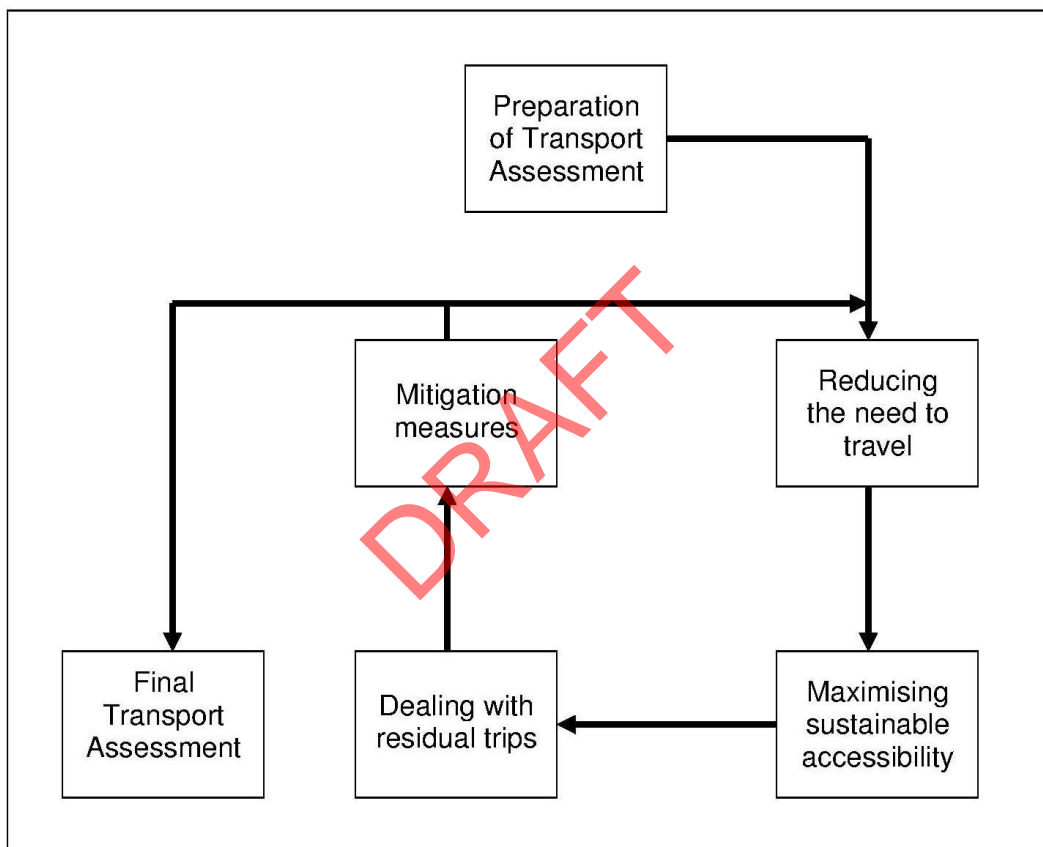 Preparation
of Transport
Assessment
Mitigation
measures
Reducing
the need to
travel
DRAFT
Final
Transport
Assessment
Dealing with
residual trips
Maximising
sustainable
accessibility